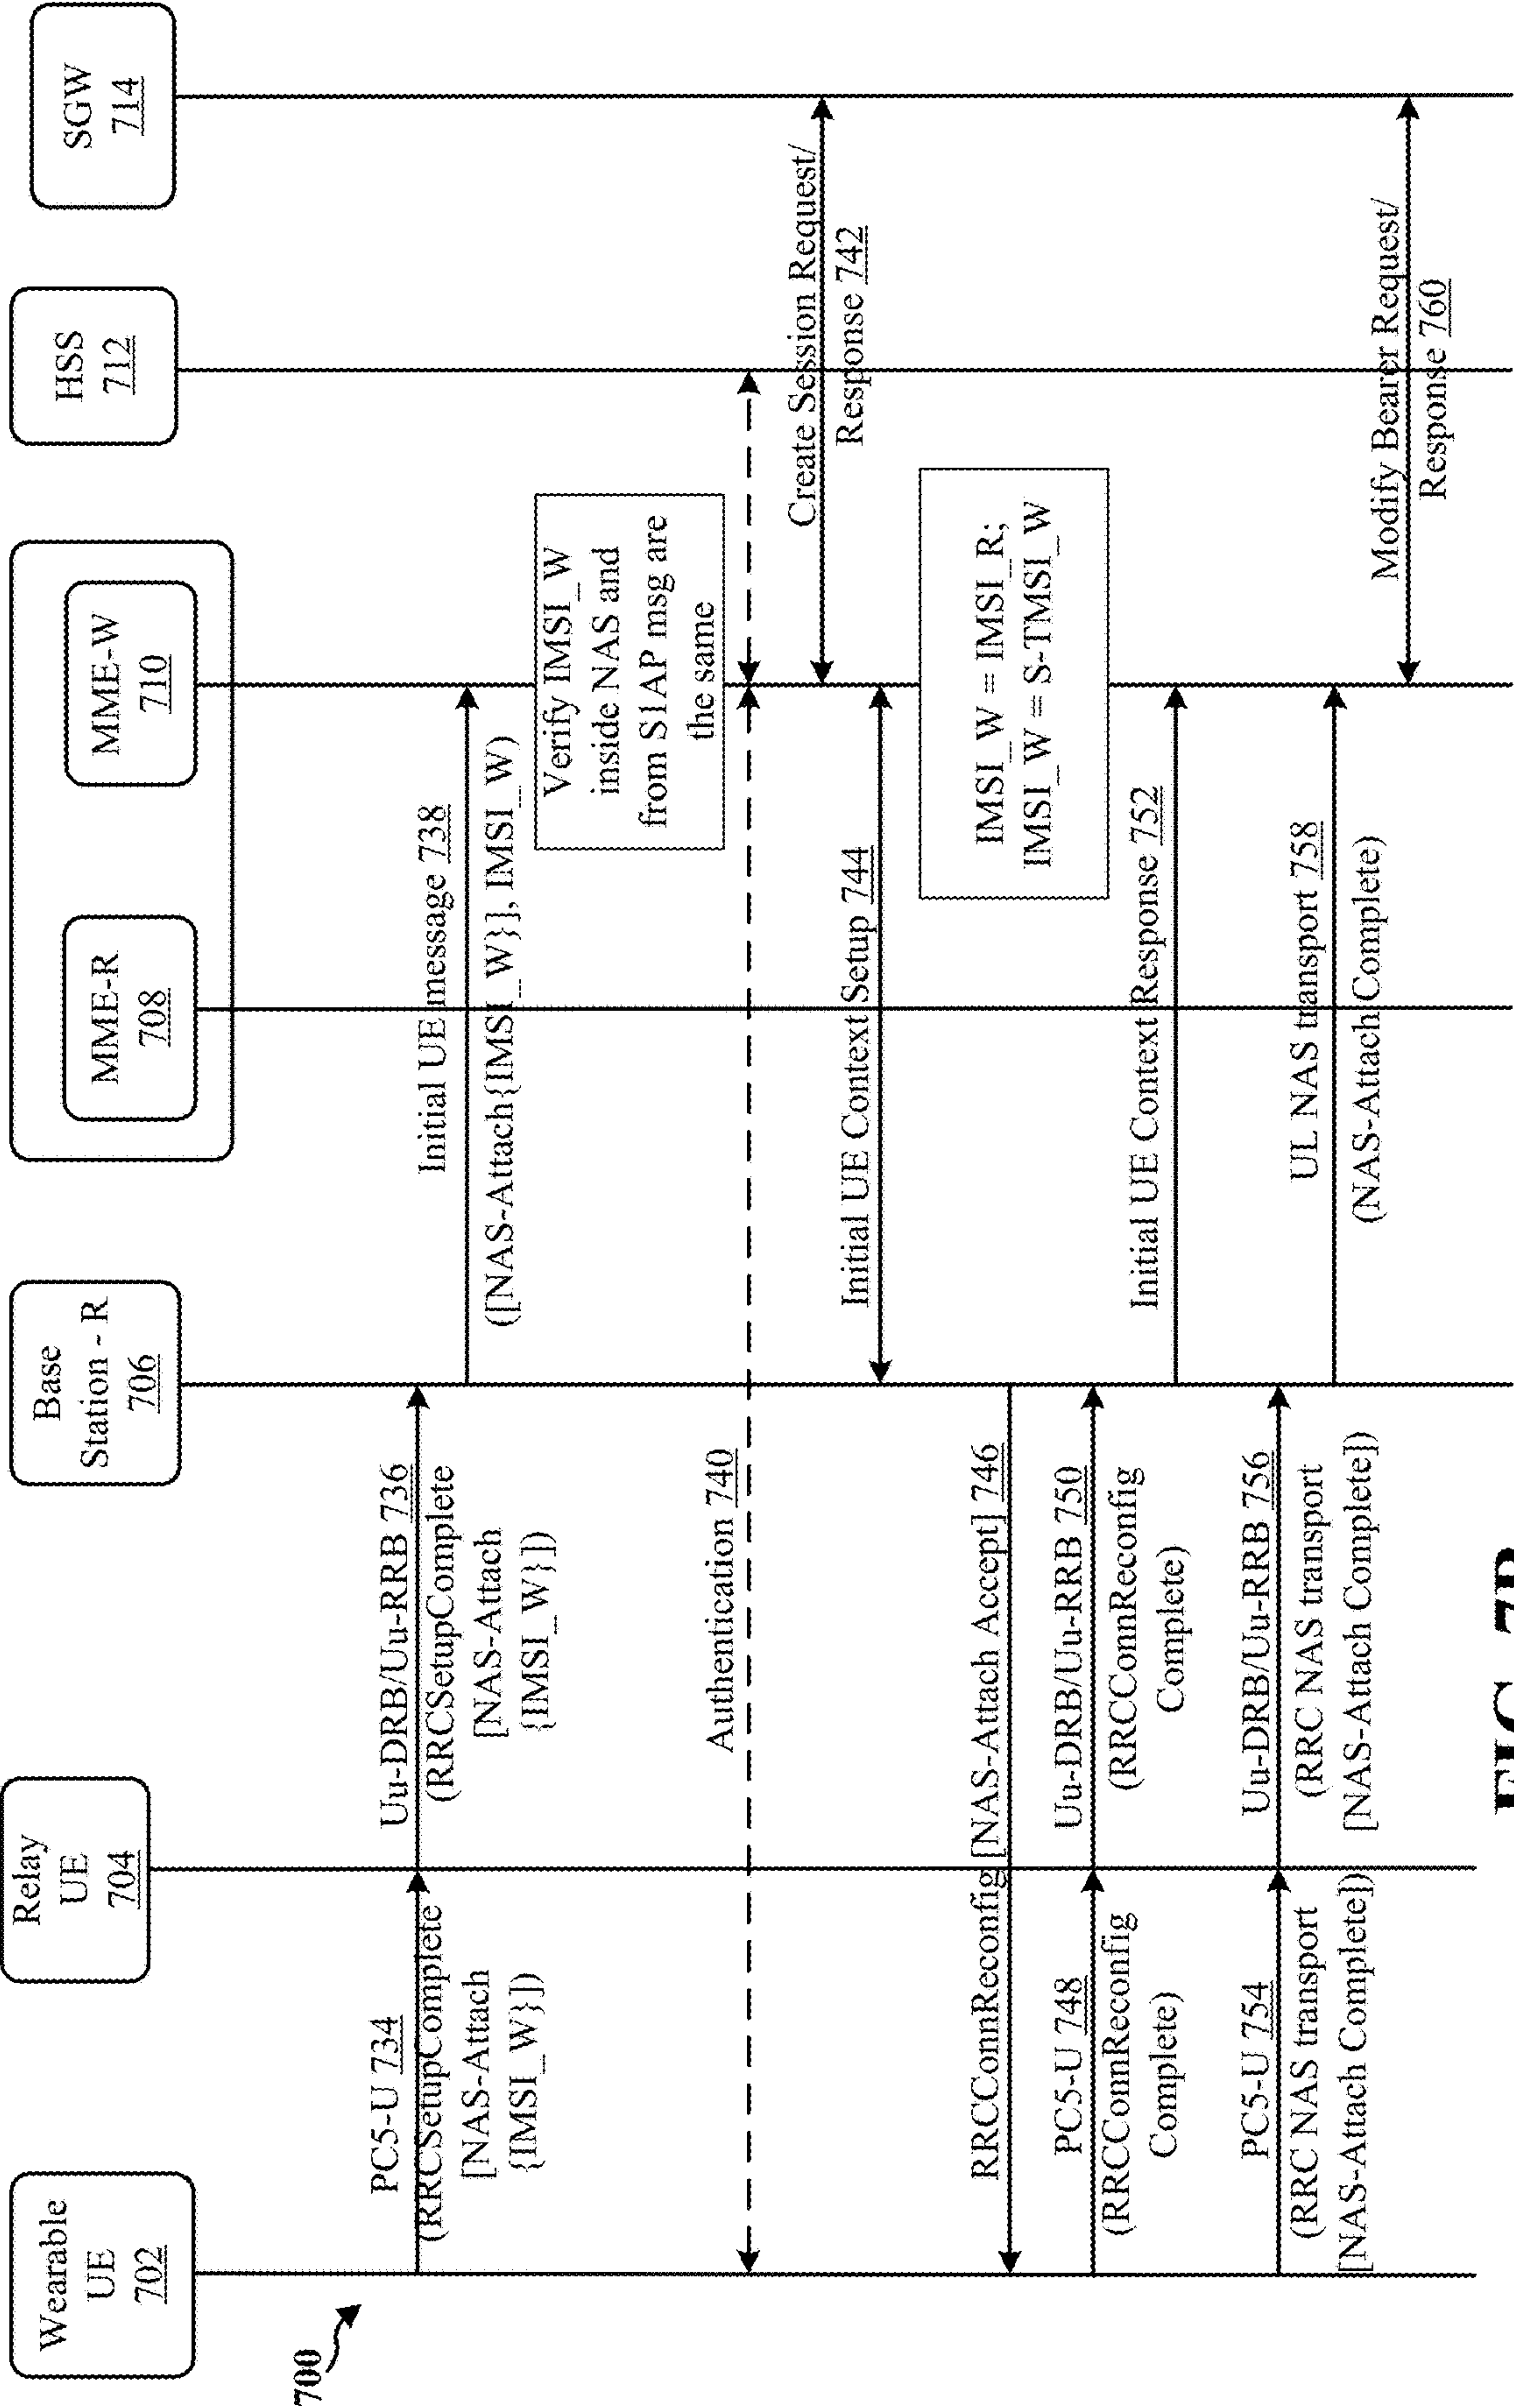 700
Wearable
UE
702
Relay
UE
704
Base
Station - R
706
MME-R
708
MME-W
710
HSS
712
SGW
714
PC5-U 734
(RRCSetupComplete
[NAS-Attach
{IMSI_W}])
Uu-DRB/Uu-RRB 736
(RRCSetupComplete
[NAS-Attach
{IMSI_W}])
Initial UE message 738
([NAS-Attach{IMSI_W}], IMSI_W)
Verify IMSI_W
inside NAS and
from S1AP msg are
the same
Authentication 740
Create Session Request/
Response 742
Initial UE Context Setup 744
IMSI_W = IMSI_R;
IMSI_W = S-TMSI_W
RRCConnReconfig [NAS-Attach Accept] 746
PC5-U 748
(RRCConnReconfig
Complete)
Uu-DRB/Uu-RRB 750
(RRCConnReconfig
Complete)
Initial UE Context Response 752
PC5-U 754
(RRC NAS transport
[NAS-Attach Complete])
Uu-DRB/Uu-RRB 756
(RRC NAS transport
[NAS-Attach Complete])
UL NAS transport 758
(NAS-Attach Complete)
Modify Bearer Request/
Response 760